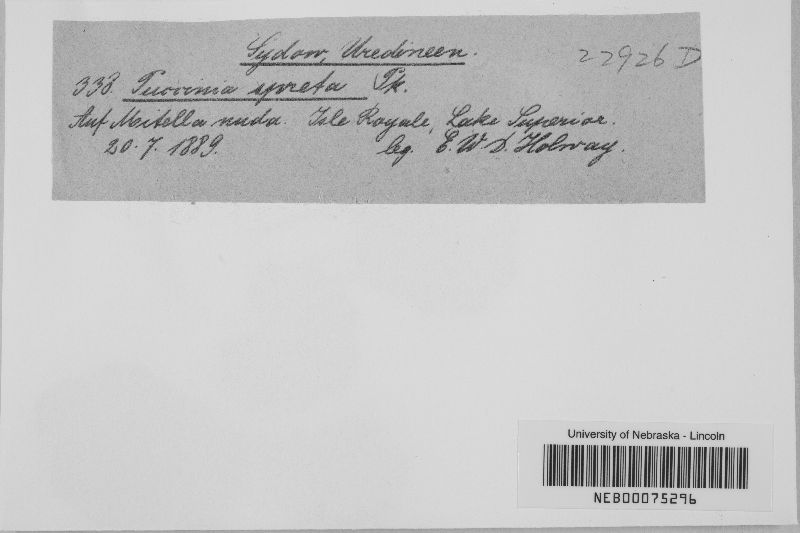 Sydow, Uredineen.
22926 D
338. Puccinia spreta Pk.
Auf Mitella nuda. Isle Royale, Lake Superior.
20. 7. 1889. leg. E. W. D. Holway.
University of Nebraska - Lincoln
NEB00075296